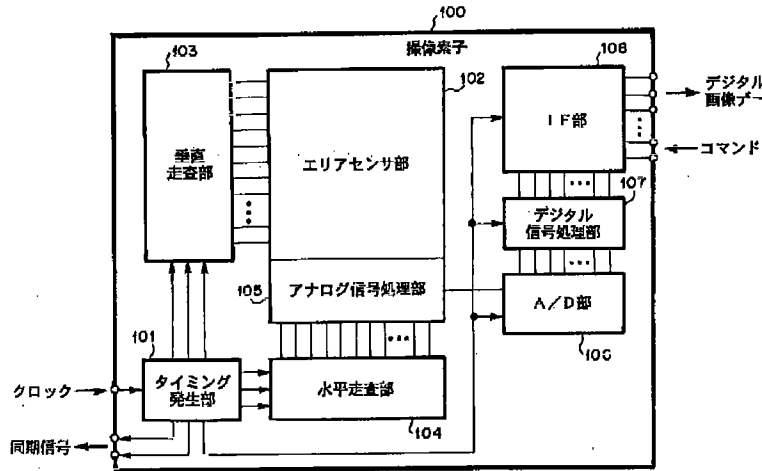 100
撮像素子
103
102
108
デジタル
画像デー
IF部
コマンド
垂直
走査部
エリアセンサ部
107
デジタル
信号処理部
105
アナログ信号処理部
A/D部
106
101
クロック
タイミング
発生部
水平走査部
104
同期信号